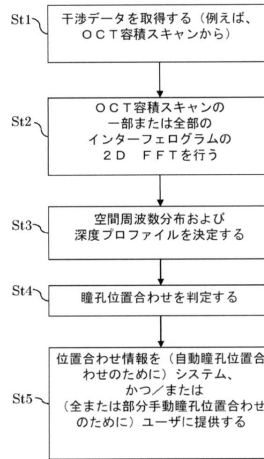 St1
干渉データを取得する（例えば、
ＯＣＴ容積スキャンから）
St2
ＯＣＴ容積スキャンの
一部または全部の
インターフェログラムの
２Ｄ　ＦＦＴを行う
St3
空間周波数分布および
深度プロファイルを決定する
St4
瞳孔位置合わせを判定する
St5
位置合わせ情報を（自動瞳孔位置合
わせのために）システム、
かつ／または
（全または部分手動瞳孔位置合わせ
のために）ユーザに提供する